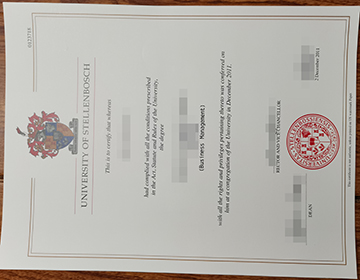 UNIVERSITY OF STELLENBOSCH
This is to certify that whereas
had complied with all the conditions prescribed
in the Act, Statute and Rules of the University,
the degree
(Business Management)
with all the rights and privileges pertaining thereto was conferred on
him at a congregation of the University in December 2011.
RECTOR AND VICE-CHANCELLOR
DEAN
2 December 2011